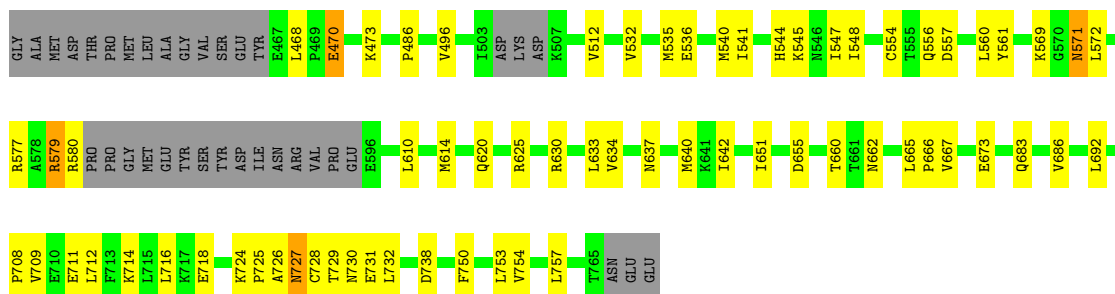 GLY ALA MET ASP THR PRO MET LEU ALA GLY VAL SER GLU TYR E467 L468 P469 E470 K473 P486 V496 I503 ASP LYS ASP K507 V512 V532 M535 E536 M540 I541 H544 K545 N546 I547 I548 C554 T555 Q556 D557 L560 Y561 K569 G570 N571 L572
R577 A578 R579 R580 PRO PRO GLY MET GLU TYR SER TYR ASP ILE ASN ARG VAL PRO GLU E596 L610 M614 Q620 R625 R630 L633 V634 N637 M640 K641 I642 I651 D655 T660 T661 N662 L665 P666 V667 E673 Q683 V686 L692
P708 V709 E710 E711 L712 F713 K714 L715 L716 K717 E718 K724 P725 A726 N727 C728 T729 N730 E731 L732 D738 F750 L753 V754 L757 T765 ASN GLU GLU